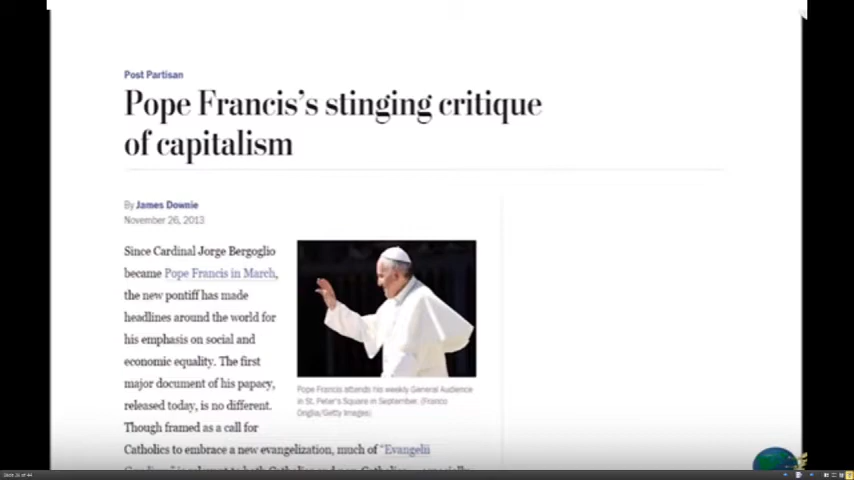 Post Partisan
Pope Francis's stinging critique
of capitalism
By James Downie
November 26, 2013
Since Cardinal Jorge Bergoglio
became Pope Francis in March,
the new pontiff has made
headlines around the world for
his emphasis on social and
economic equality. The first
major document of his papacy,
released today, is no different.
Though framed as a call for
Catholics to embrace a new evangelization, much of "Evangelii
Pope Francis attends his weekly General Audience
in St. Peter's Square in September. (Franco
Origlia/Getty Images)